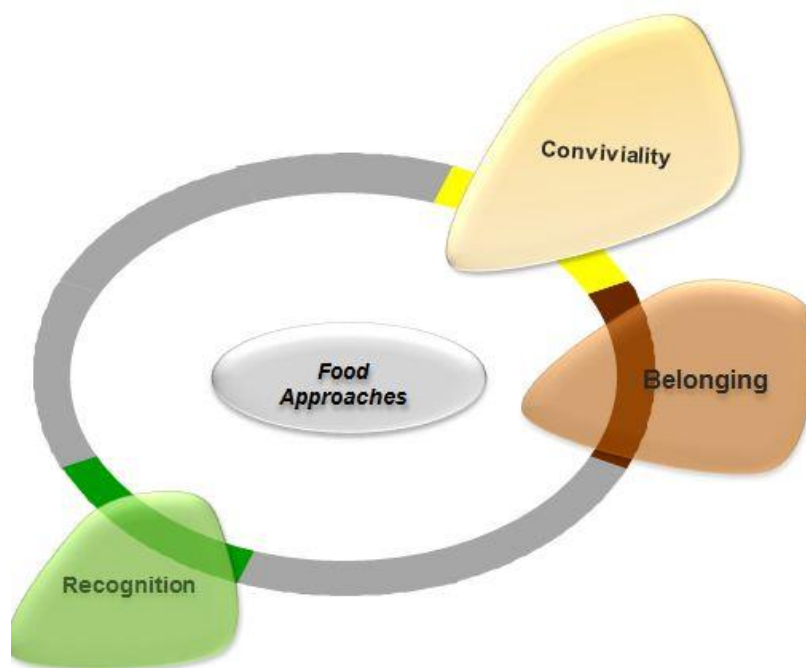 Conviviality
Belonging
Food
Approaches
Recognition